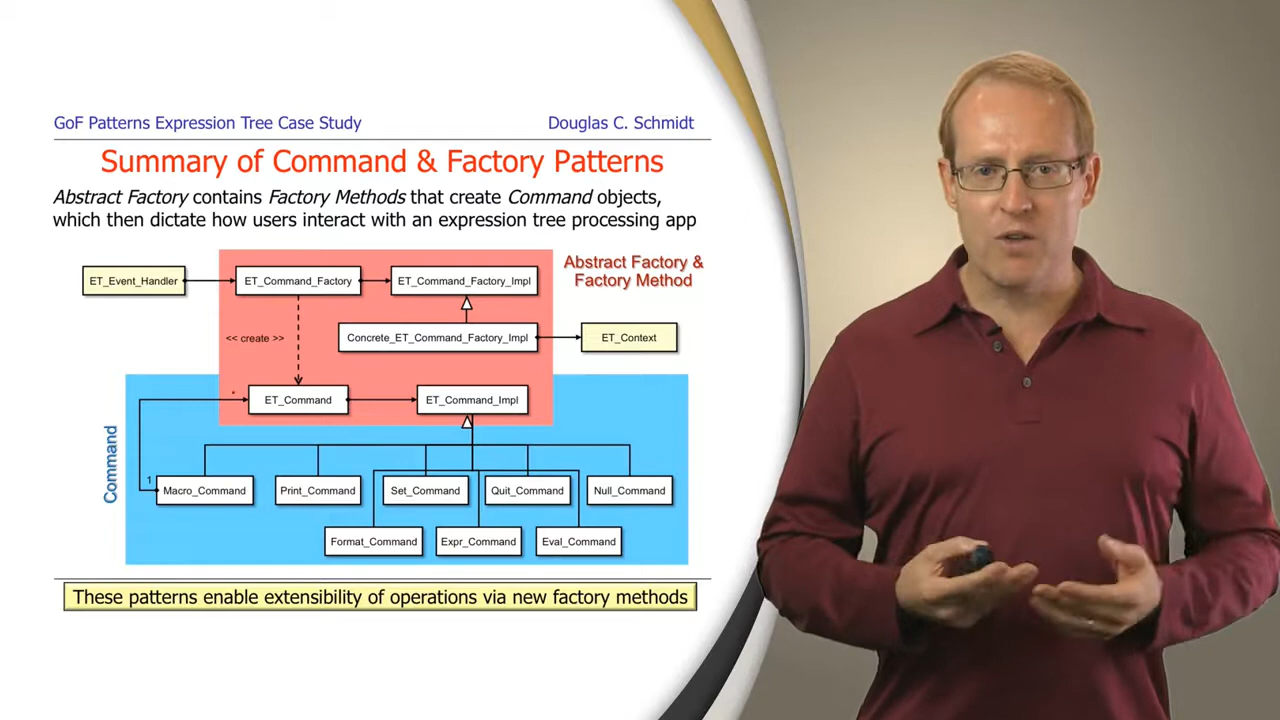 GoF Patterns Expression Tree Case Study
Douglas C. Schmidt
Summary of Command & Factory Patterns
Abstract Factory contains Factory Methods that create Command objects,
which then dictate how users interact with an expression tree processing app
Abstract Factory &
Factory Method
ET_Event_Handler
ET_Command_Factory
ET_Command_Factory_Impl
<< create >>
Concrete_ET_Command_Factory_Impl
ET_Context
*
ET_Command
ET_Command_Impl
Command
1
Macro_Command
Print_Command
Set_Command
Quit_Command
Null_Command
Format_Command
Expr_Command
Eval_Command
These patterns enable extensibility of operations via new factory methods